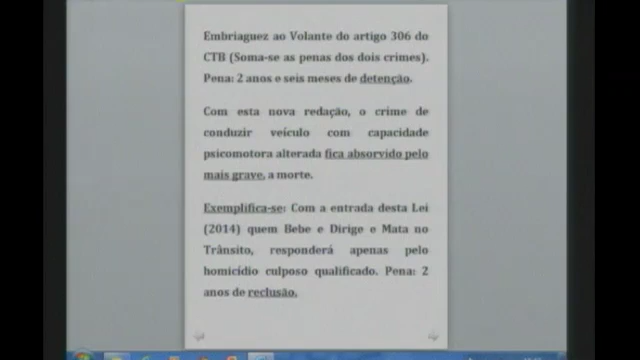 Embriaguez ao Volante do artigo 306 do
CTB (Soma-se as penas dos dois crimes).
Pena: 2 anos e seis meses de detenção.
Com esta nova redação, o crime de
conduzir veículo com capacidade
psicomotora alterada fica absorvido pelo
mais grave, a morte.
Exemplifica-se: Com a entrada desta Lei
(2014) quem Bebe e Dirige e Mata no
Trânsito, responderá apenas pelo
homicídio culposo qualificado. Pena: 2
anos de reclusão.